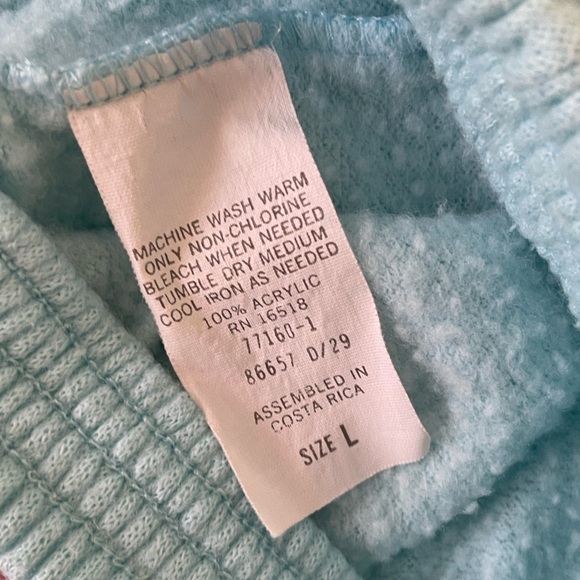 MACHINE WASH WARM
ONLY NON-CHLORINE
BLEACH WHEN NEEDED
TUMBLE DRY MEDIUM
COOL IRON AS NEEDED
100% ACRYLIC
RN 16518
77160-1
86657 D/29
ASSEMBLED IN
COSTA RICA
SIZE L